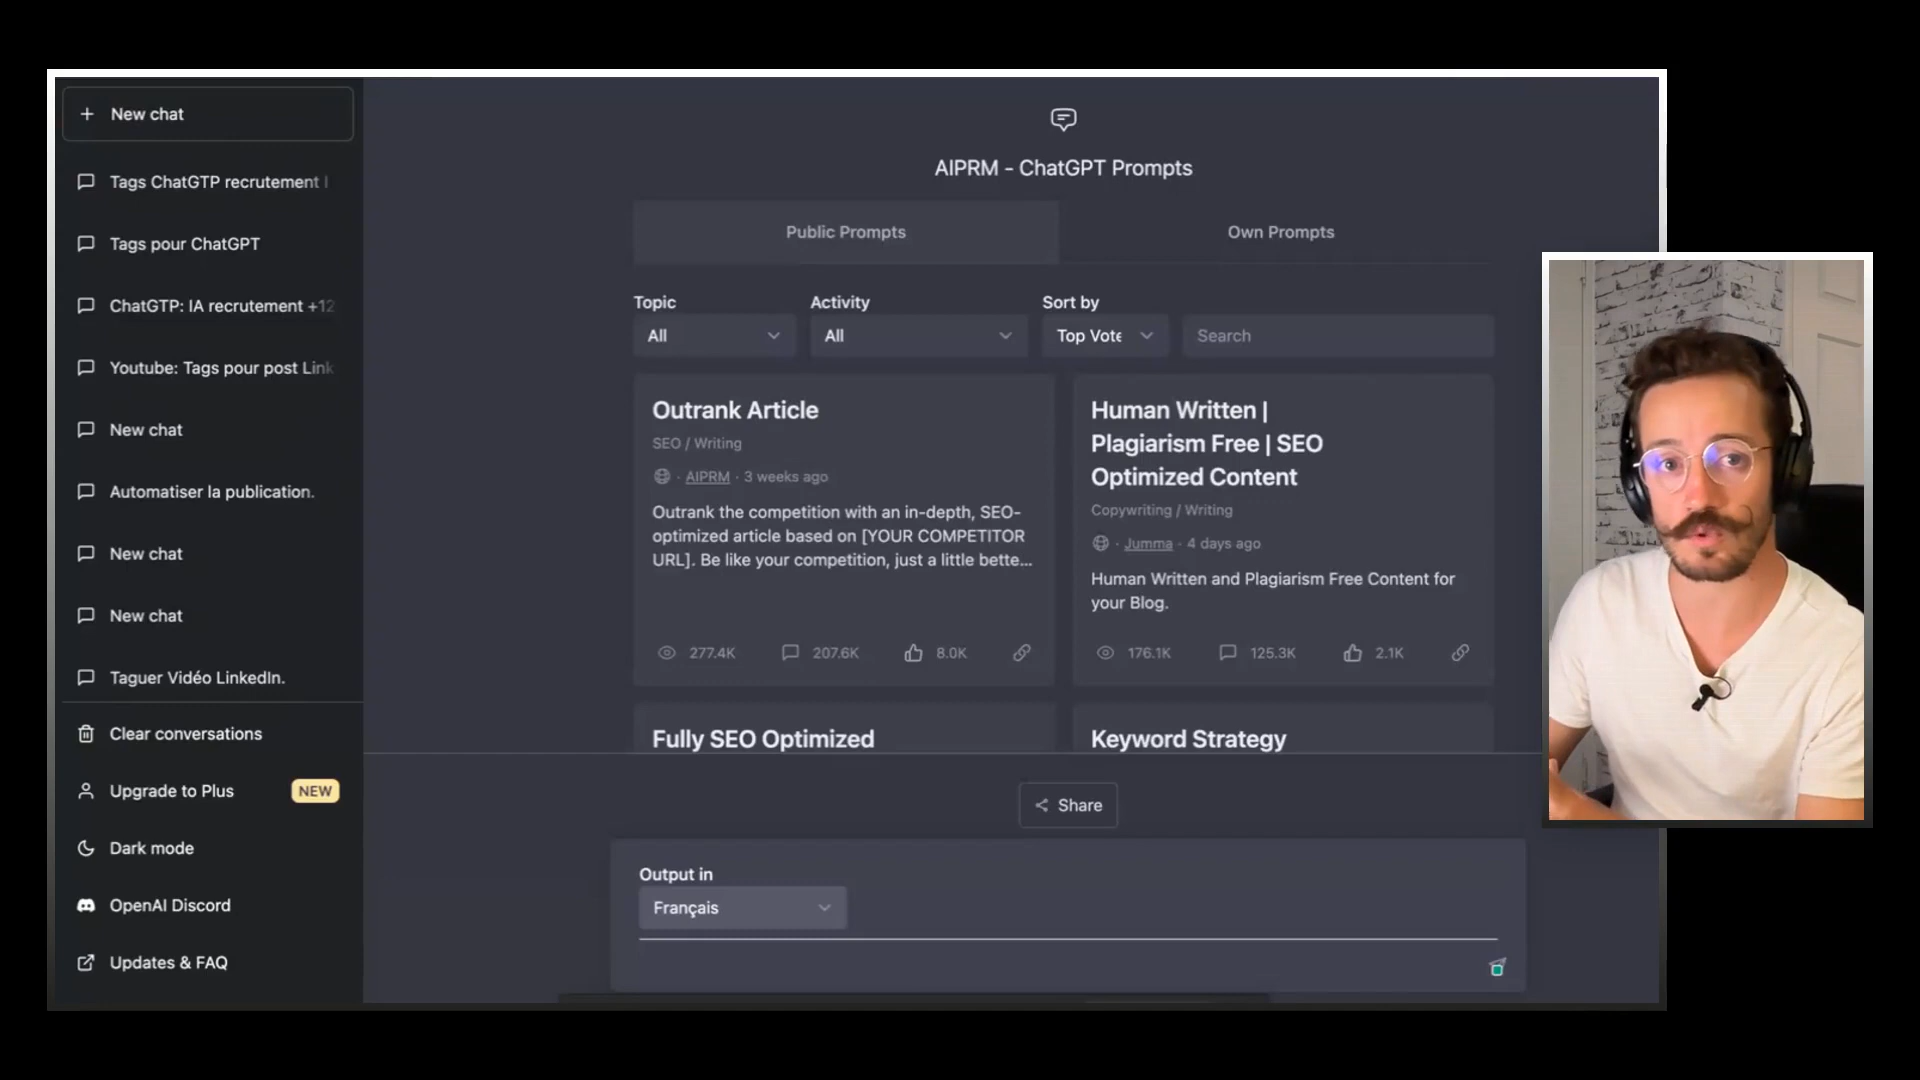 New chat
Tags ChatGTP recrutement
Tags pour ChatGPT
ChatGTP: IA recrutement +12
Youtube: Tags pour post Link
New chat
Automatiser la publication.
New chat
New chat
Taguer Vidéo LinkedIn.
Clear conversations
Upgrade to Plus NEW
Dark mode
OpenAI Discord
Updates & FAQ
AIPRM - ChatGPT Prompts
Public Prompts
Own Prompts
Topic
All
Activity
All
Sort by
Top Vote
Search
Outrank Article
SEO / Writing
· AIPRM · 3 weeks ago
Outrank the competition with an in-depth, SEO-
optimized article based on [YOUR COMPETITOR
URL]. Be like your competition, just a little bette...
277.4K 207.6K 8.0K
Human Written |
Plagiarism Free | SEO
Optimized Content
Copywriting / Writing
· Jumma · 4 days ago
Human Written and Plagiarism Free Content for
your Blog.
176.1K 125.3K 2.1K
Fully SEO Optimized
Keyword Strategy
Share
Output in
Français